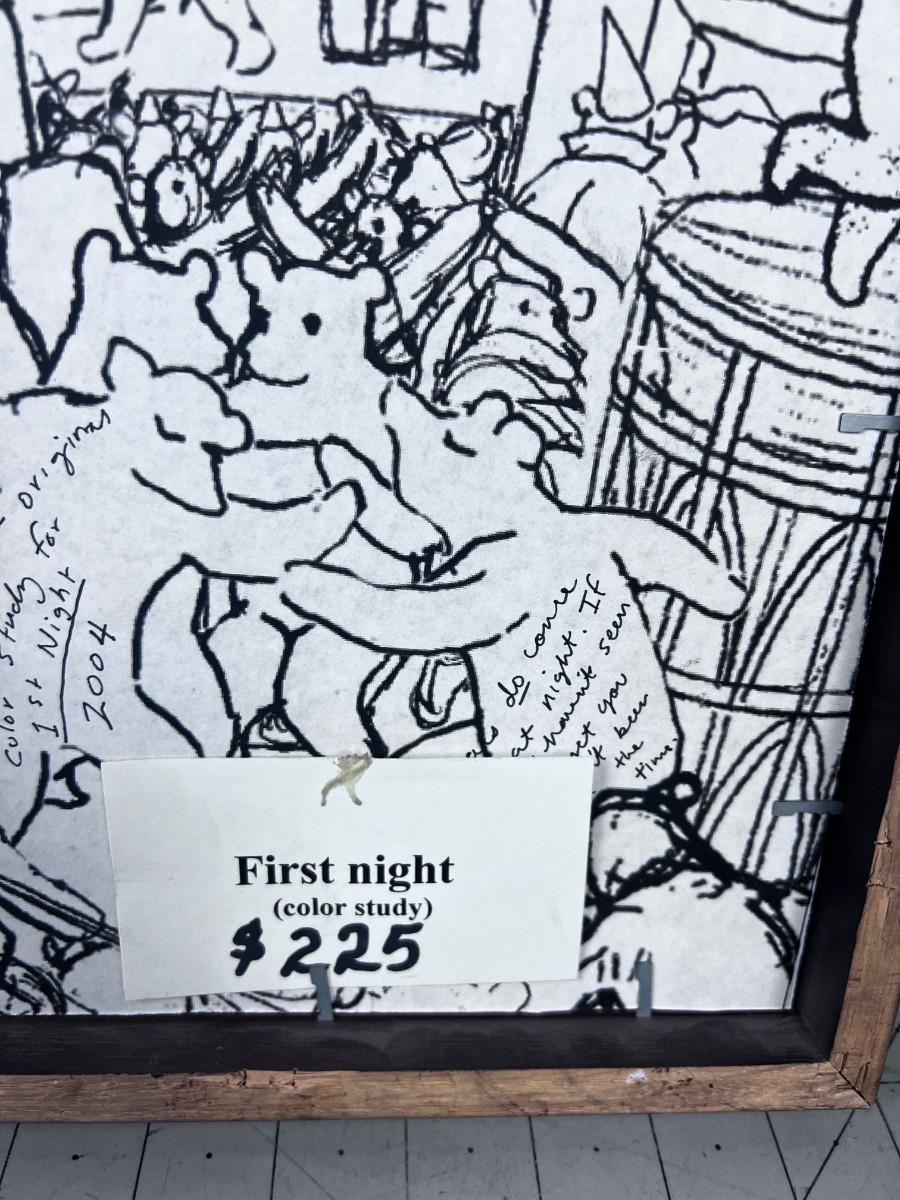 color study for original
1st Night
2004
do come
at night. If
haven't seen
you
been
the
time.
First night
(color study)
$225